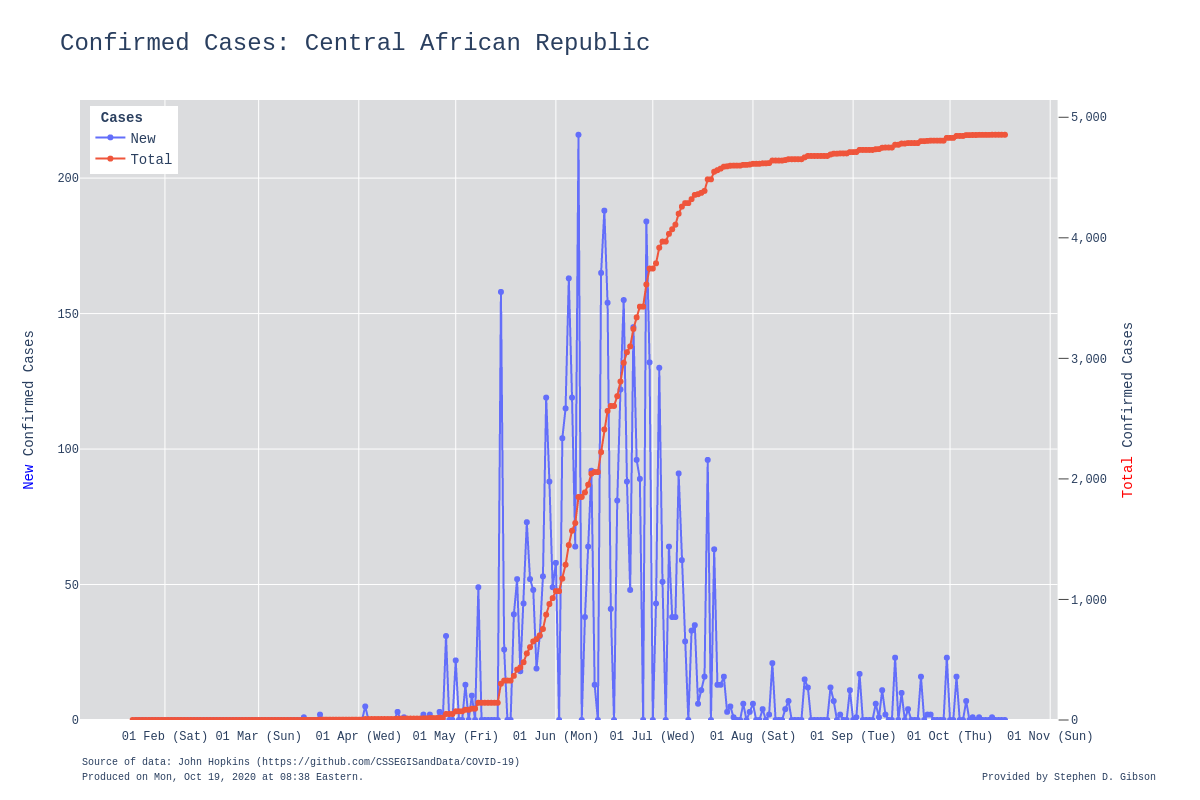 Confirmed Cases: Central African Republic
Cases
New
Total
200
150
100
50
0
5,000
4,000
3,000
2,000
1,000
0
New Confirmed Cases
Total Confirmed Cases
01 Feb (Sat) 01 Mar (Sun) 01 Apr (Wed) 01 May (Fri) 01 Jun (Mon) 01 Jul (Wed) 01 Aug (Sat) 01 Sep (Tue) 01 Oct (Thu) 01 Nov (Sun)
Source of data: John Hopkins (https://github.com/CSSEGISandData/COVID-19)
Produced on Mon, Oct 19, 2020 at 08:38 Eastern.
Provided by Stephen D. Gibson